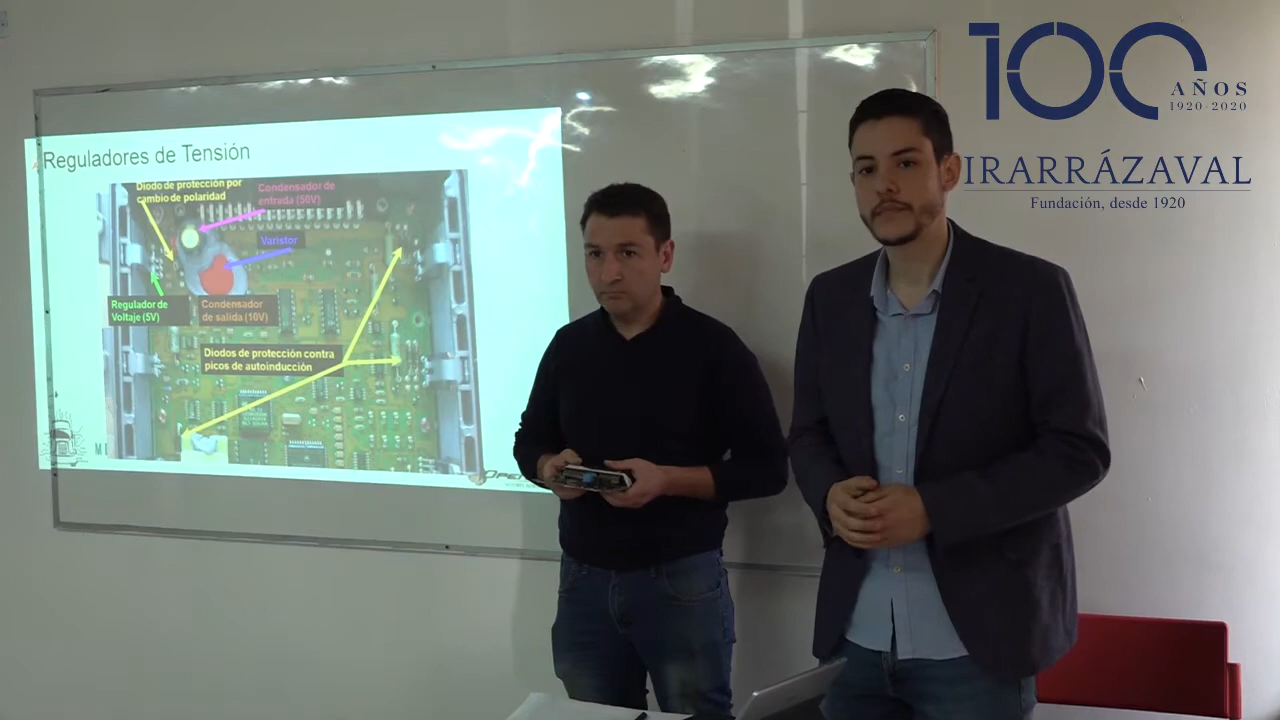 100
AÑOS
1920-2020
IRARRÁZAVAL
Fundación, desde 1920
Reguladores de Tensión
Diodo de protección por
cambio de polaridad
Condensador de
entrada (50V)
Varistor
Regulador de
Voltaje (5V)
Condensador
de salida (10V)
Diodos de protección contra
picos de autoinducción